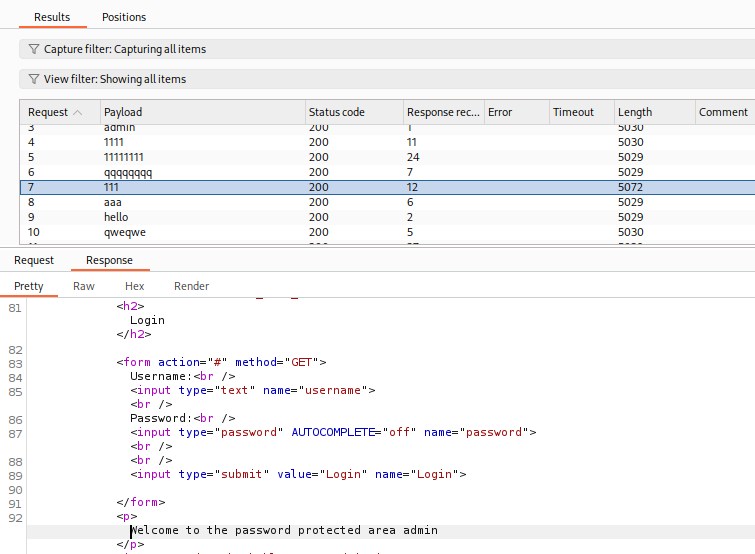 Results Positions
Capture filter: Capturing all items
View filter: Showing all items
Request Payload Status code Response rec... Error Timeout Length Comment
3 admin 200 1 5030
4 1111 200 11 5030
5 11111111 200 24 5029
6 qqqqqqqq 200 7 5029
7 111 200 12 5072
8 aaa 200 6 5029
9 hello 200 2 5029
10 qweqwe 200 5 5030
Request Response
Pretty Raw Hex Render
81 <h2>
Login
</h2>
82
83 <form action="#" method="GET">
84 Username:<br />
85 <input type="text" name="username">
<br />
86 Password:<br />
87 <input type="password" AUTOCOMPLETE="off" name="password">
<br />
88 <br />
89 <input type="submit" value="Login" name="Login">
90
91 </form>
92 <p>
Welcome to the password protected area admin
</p>